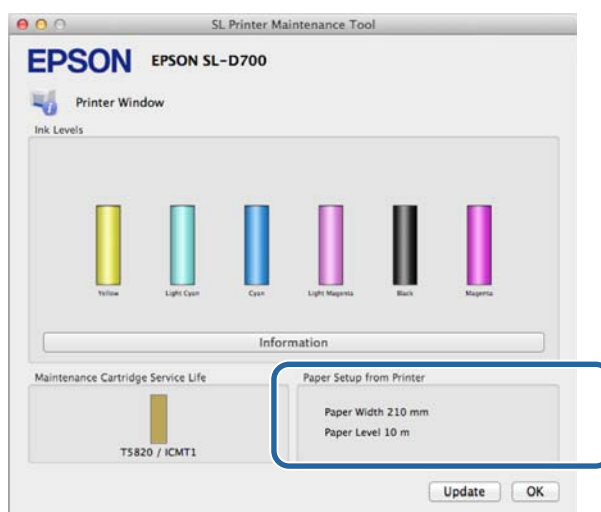 SL Printer Maintenance Tool
EPSON EPSON SL-D700
Printer Window
Ink Levels
Yellow Light Cyan Cyan Light Magenta Black Magenta
Information
Maintenance Cartridge Service Life Paper Setup from Printer
Paper Width 210 mm
Paper Level 10 m
T5820 / ICMT1
Update OK